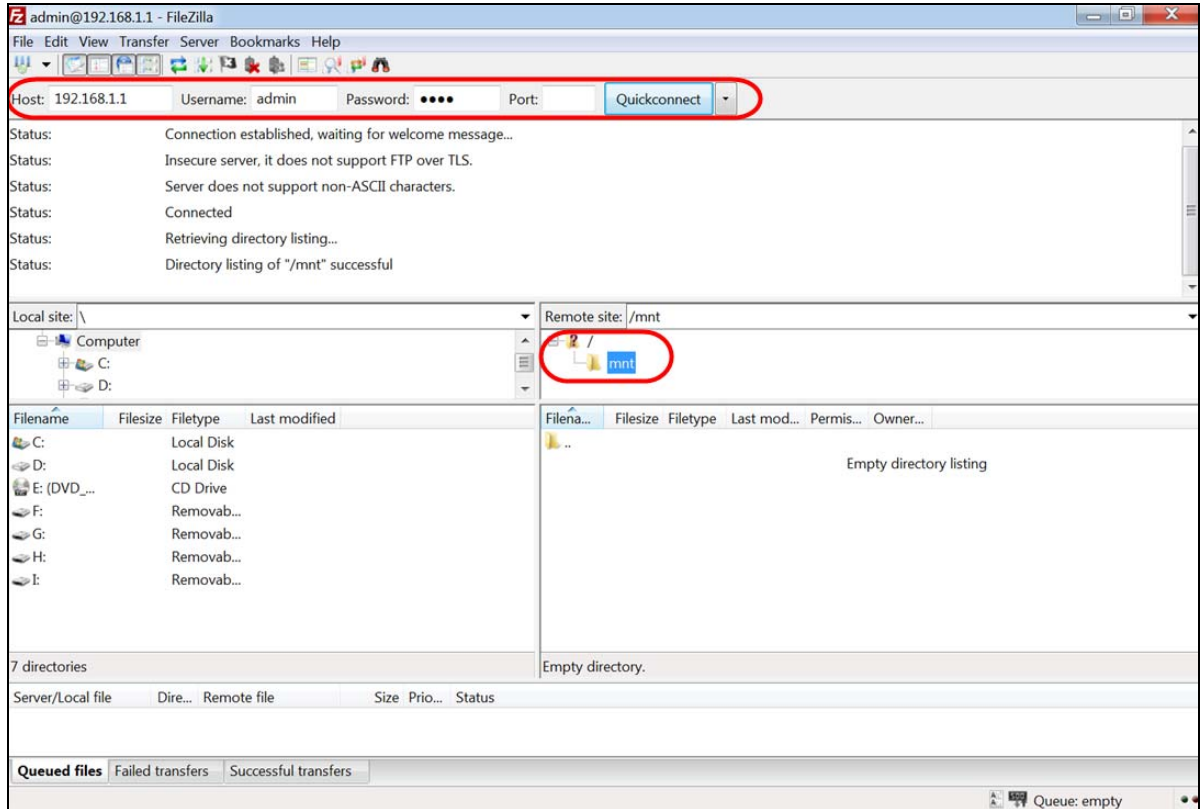 admin@192.168.1.1 - FileZilla
File Edit View Transfer Server Bookmarks Help
Host: 192.168.1.1 Username: admin Password: •••• Port: Quickconnect
Status: Connection established, waiting for welcome message...
Status: Insecure server, it does not support FTP over TLS.
Status: Server does not support non-ASCII characters.
Status: Connected
Status: Retrieving directory listing...
Status: Directory listing of "/mnt" successful
Local site: \
Computer
C:
D:
Remote site: /mnt
/
mnt
Filename Filesize Filetype Last modified
C: Local Disk
D: Local Disk
E: (DVD_... CD Drive
F: Removab...
G: Removab...
H: Removab...
I: Removab...
7 directories
Filena... Filesize Filetype Last mod... Permis... Owner...
..
Empty directory listing
Empty directory.
Server/Local file Dire... Remote file Size Prio... Status
Queued files Failed transfers Successful transfers
Queue: empty